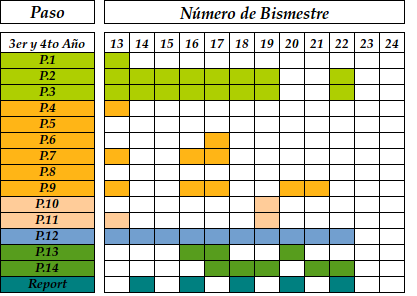 Paso Número de Bismestre
3er y 4to Año 13 14 15 16 17 18 19 20 21 22 23 24
P.1
P.2
P.3
P.4
P.5
P.6
P.7
P.8
P.9
P.10
P.11
P.12
P.13
P.14
Report